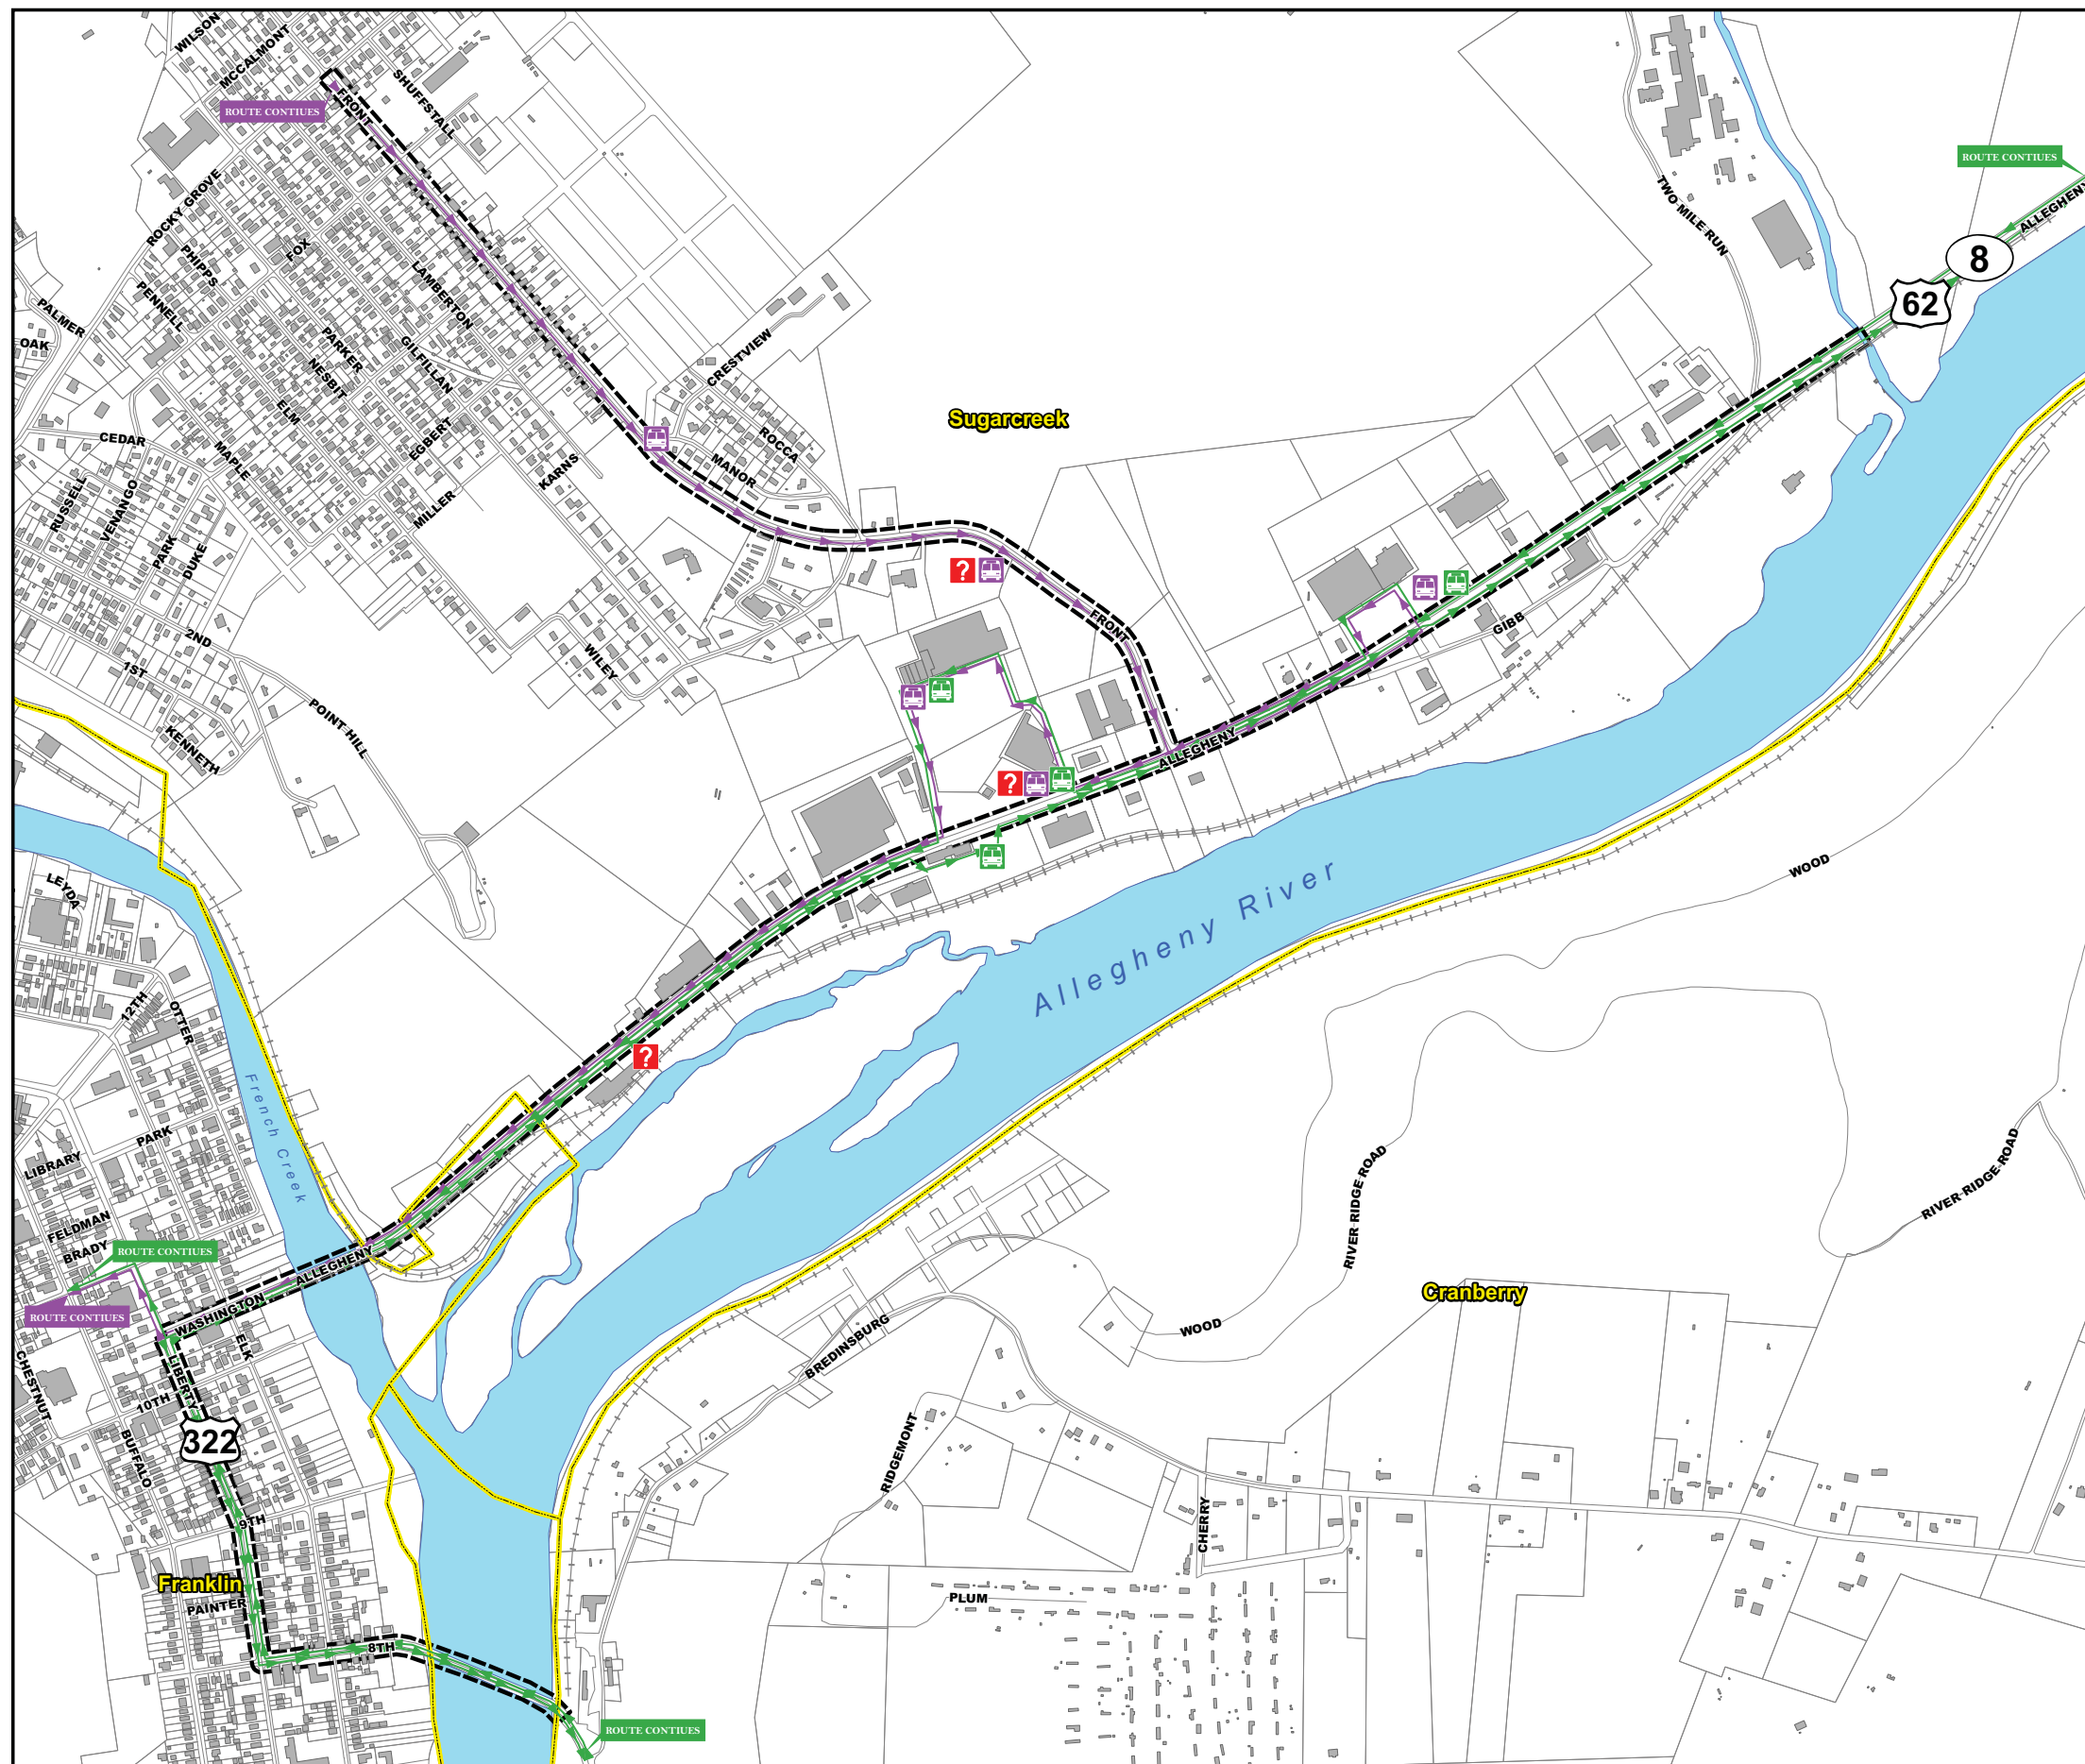 WILSON
MCCALMONT
SHUFFSTALL
FRONT
ROUTE CONTIUES
ROUTE CONTIUES
ALLEGHENY
8
62
TWO MILE RUN
ROCKY GROVE
PHIPPS
FOX
PENNELL
LAMBERTON
PALMER
OAK
PARKER
GILFILLAN
NESBIT
ELM
CRESTVIEW
Sugarcreek
CEDAR
MAPLE
EGBERT
ROCCA
MANOR
KARNS
RUSSELL
VENANGO
MILLER
PARK
DUKE
?
FRONT
GIBB
2ND
1ST
WILEY
POINT HILL
KENNETH
ALLEGHENY
?
WOOD
LEYDA
Allegheny River
12TH
OTTER
?
French Creek
PARK
LIBRARY
RIVER RIDGE ROAD
RIVER RIDGE ROAD
FELDMAN
BRADY
ROUTE CONTIUES
ALLEGHENY
Cranberry
ROUTE CONTIUES
WASHINGTON
ELK
WOOD
BREDINSBURG
CHESTNUT
LIBERTY
10TH
322
BUFFALO
RIDGEMONT
9TH
CHERRY
Franklin
PAINTER
PLUM
8TH
ROUTE CONTIUES